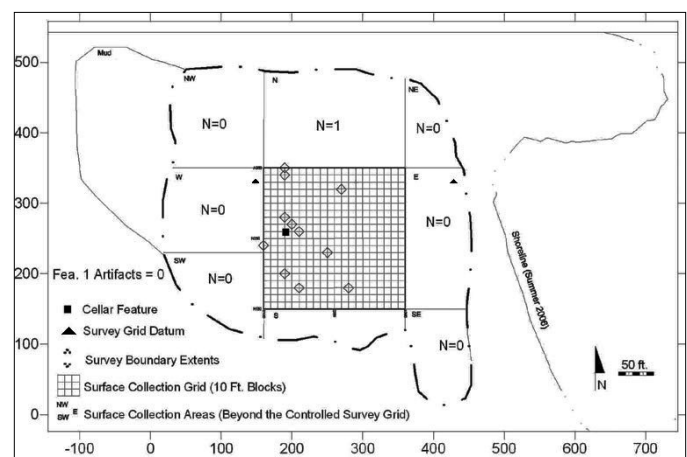 500
400
300
200
100
0
-100 0 100 200 300 400 500 600 700
Mud
NW
N
NE
N=0
N=1
N=0
W
E
N=0
N=0
SW
N=0
S
SE
N=0
Shoreline (Summer 2006)
Fea. 1 Artifacts = 0
Cellar Feature
Survey Grid Datum
Survey Boundary Extents
Surface Collection Grid (10 Ft. Blocks)
NW
SW E Surface Collection Areas (Beyond the Controlled Survey Grid)
N
50 ft.